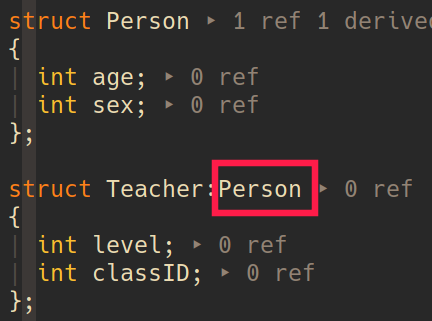 struct Person ‣ 1 ref 1 derived
{
int age; ‣ 0 ref
int sex; ‣ 0 ref
};
struct Teacher:Person ‣ 0 ref
{
int level; ‣ 0 ref
int classID; ‣ 0 ref
};